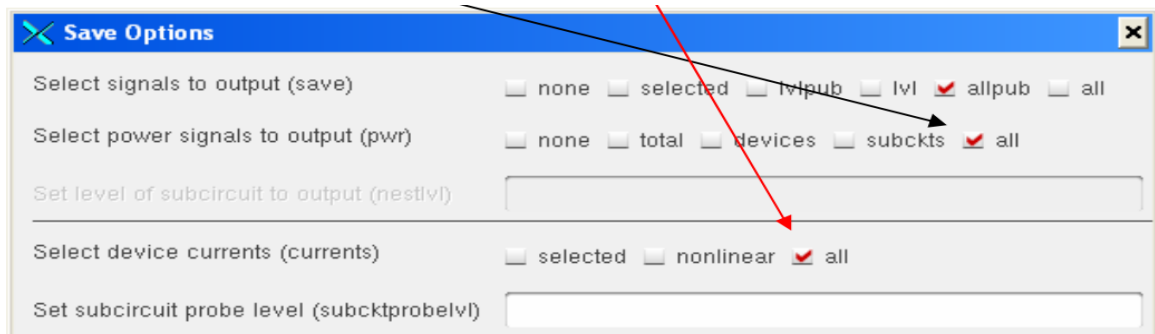 Save Options
Select signals to output (save) none selected lvlpub lvl allpub all
Select power signals to output (pwr) none total devices subckts all
Set level of subcircuit to output (nestlvl)
Select device currents (currents) selected nonlinear all
Set subcircuit probe level (subcktprobelvl)